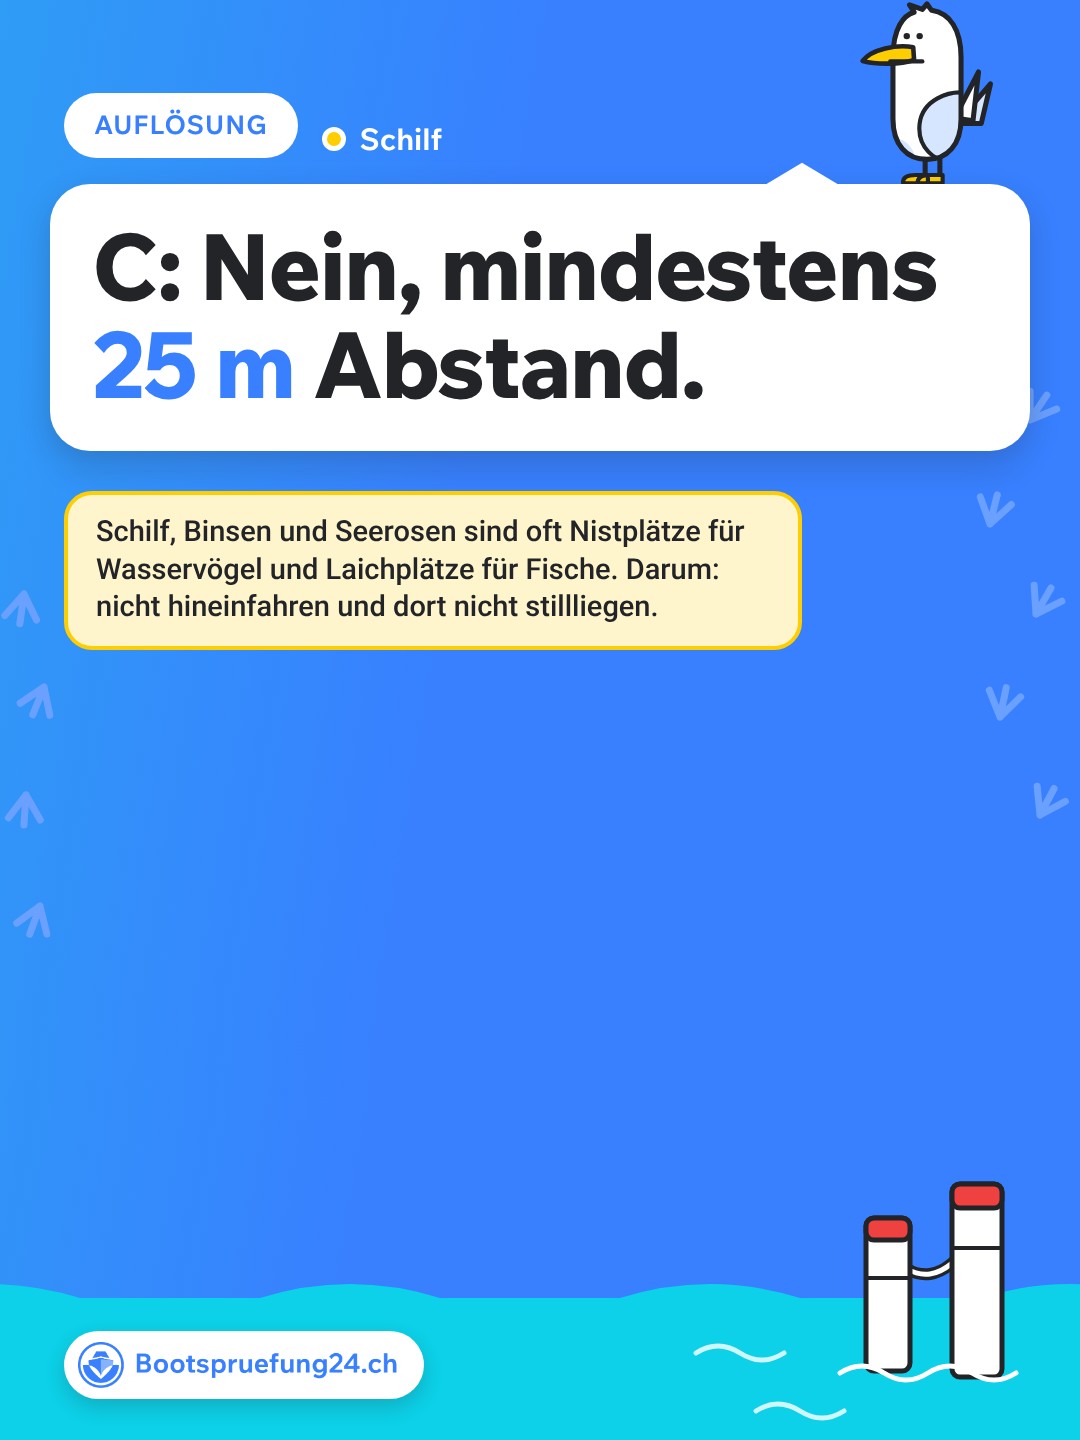 AUFLÖSUNG
Schilf
C: Nein, mindestens
25 m Abstand.
Schilf, Binsen und Seerosen sind oft Nistplätze für
Wasservögel und Laichplätze für Fische. Darum:
nicht hineinfahren und dort nicht stillliegen.
Bootspruefung24.ch